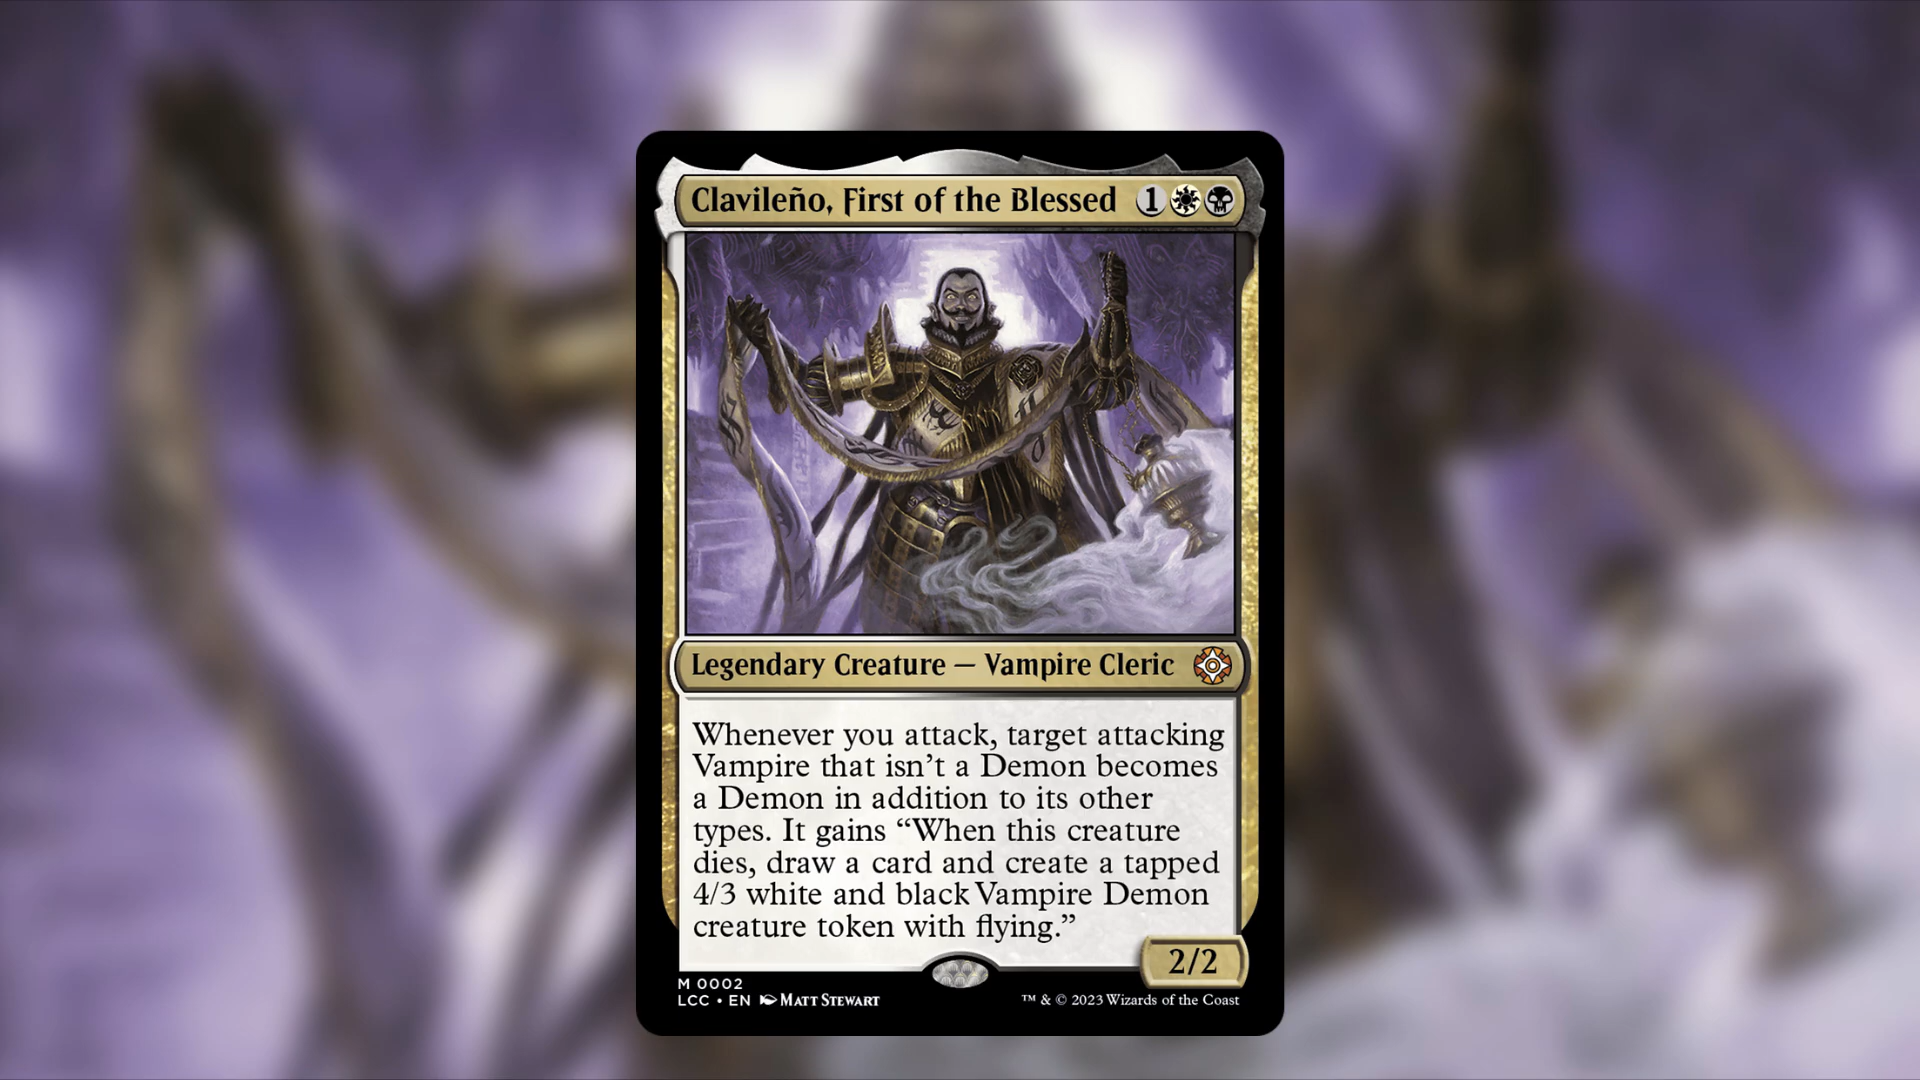 Clavileño, First of the Blessed 1
Legendary Creature — Vampire Cleric
Whenever you attack, target attacking
Vampire that isn’t a Demon becomes
a Demon in addition to its other
types. It gains “When this creature
dies, draw a card and create a tapped
4/3 white and black Vampire Demon
creature token with flying.”
2/2
M 0002
LCC • EN Matt Stewart
™ & © 2023 Wizards of the Coast